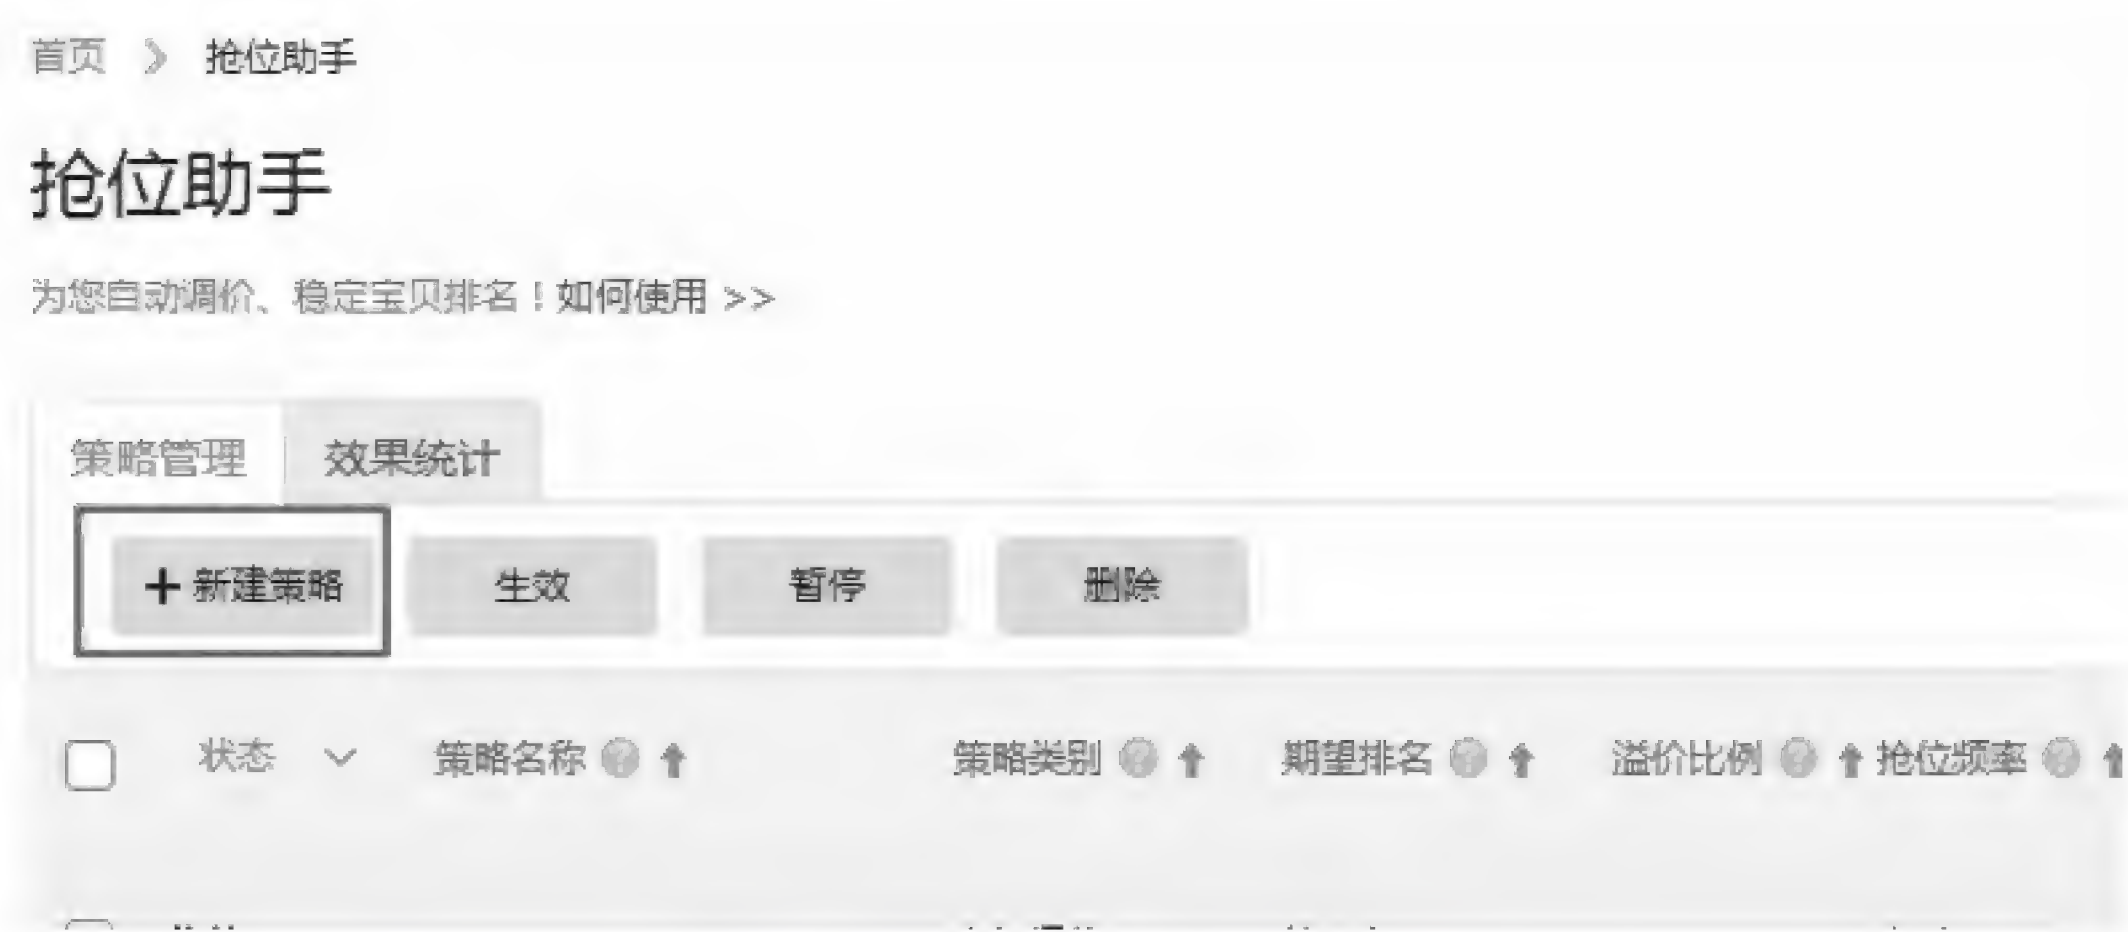 首页 > 抢位助手
抢位助手
为您自动调价、稳定宝贝排名！如何使用 >>
策略管理 效果统计
+ 新建策略 生效 暂停 删除
状态 策略名称 策略类别 期望排名 溢价比例 抢位频率